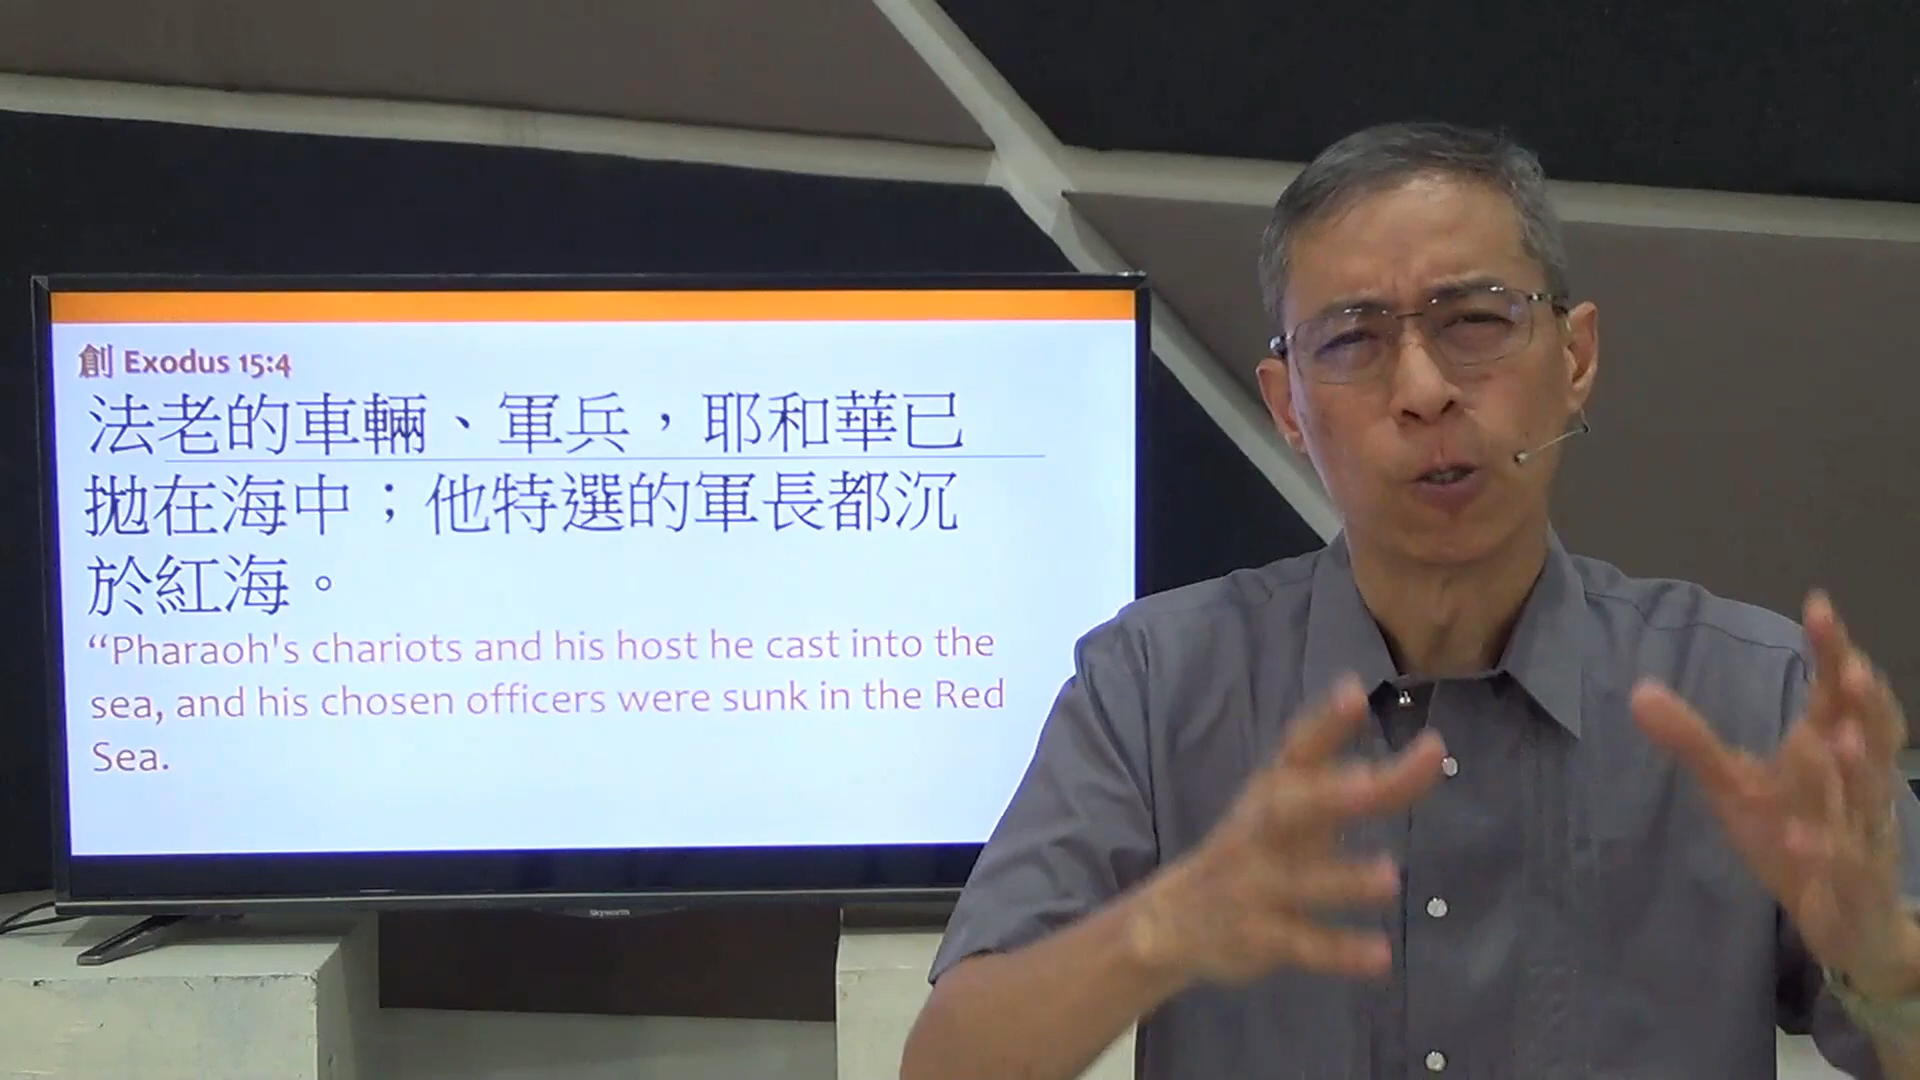 創 Exodus 15:4
法老的車輛、軍兵，耶和華已
拋在海中；他特選的軍長都沉
於紅海。
“Pharaoh's chariots and his host he cast into the
sea, and his chosen officers were sunk in the Red
Sea.
Skyworth